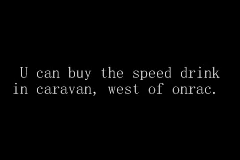 U can buy the speed drink
in caravan, west of onrac.